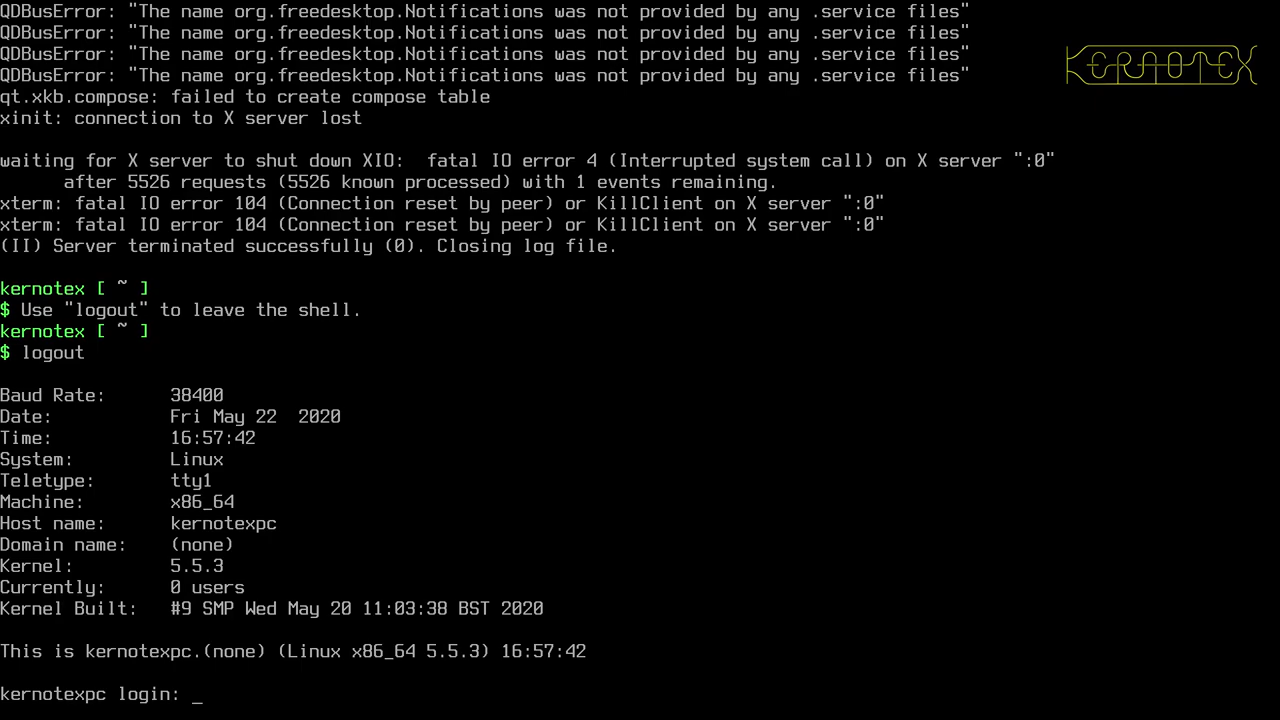 QDBusError: "The name org.freedesktop.Notifications was not provided by any .service files"
QDBusError: "The name org.freedesktop.Notifications was not provided by any .service files"
QDBusError: "The name org.freedesktop.Notifications was not provided by any .service files"
QDBusError: "The name org.freedesktop.Notifications was not provided by any .service files"
KERNOTEX
qt.xkb.compose: failed to create compose table
xinit: connection to X server lost
waiting for X server to shut down XIO:  fatal IO error 4 (Interrupted system call) on X server ":0"
      after 5526 requests (5526 known processed) with 1 events remaining.
xterm: fatal IO error 104 (Connection reset by peer) or KillClient on X server ":0"
xterm: fatal IO error 104 (Connection reset by peer) or KillClient on X server ":0"
(II) Server terminated successfully (0). Closing log file.
kernotex [ ~ ]
$ Use "logout" to leave the shell.
kernotex [ ~ ]
$ logout
Baud Rate:      38400
Date:           Fri May 22  2020
Time:           16:57:42
System:         Linux
Teletype:       tty1
Machine:        x86_64
Host name:      kernotexpc
Domain name:    (none)
Kernel:         5.5.3
Currently:      0 users
Kernel Built:   #9 SMP Wed May 20 11:03:38 BST 2020
This is kernotexpc.(none) (Linux x86_64 5.5.3) 16:57:42
kernotexpc login: _